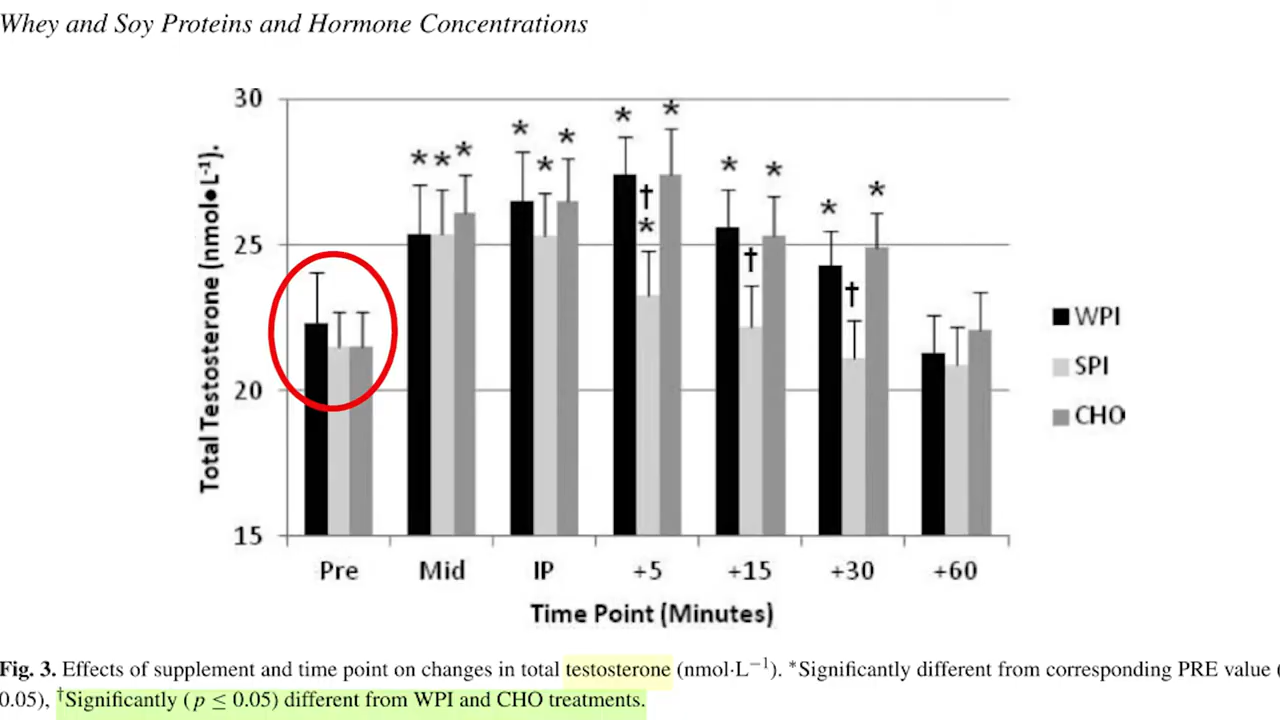 Whey and Soy Proteins and Hormone Concentrations
30
25
20
15
Total Testosterone (nmol•L⁻¹).
* * *
* * *
* † * *
* † *
* † *
WPI
SPI
CHO
Pre Mid IP +5 +15 +30 +60
Time Point (Minutes)
Fig. 3. Effects of supplement and time point on changes in total testosterone (nmol·L⁻¹). *Significantly different from corresponding PRE value (
0.05), †Significantly (p ≤ 0.05) different from WPI and CHO treatments.